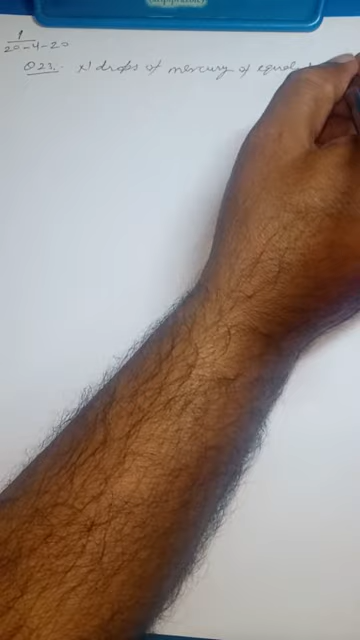 1
20-4-20
Q23.- 'x' drops of mercury of equal